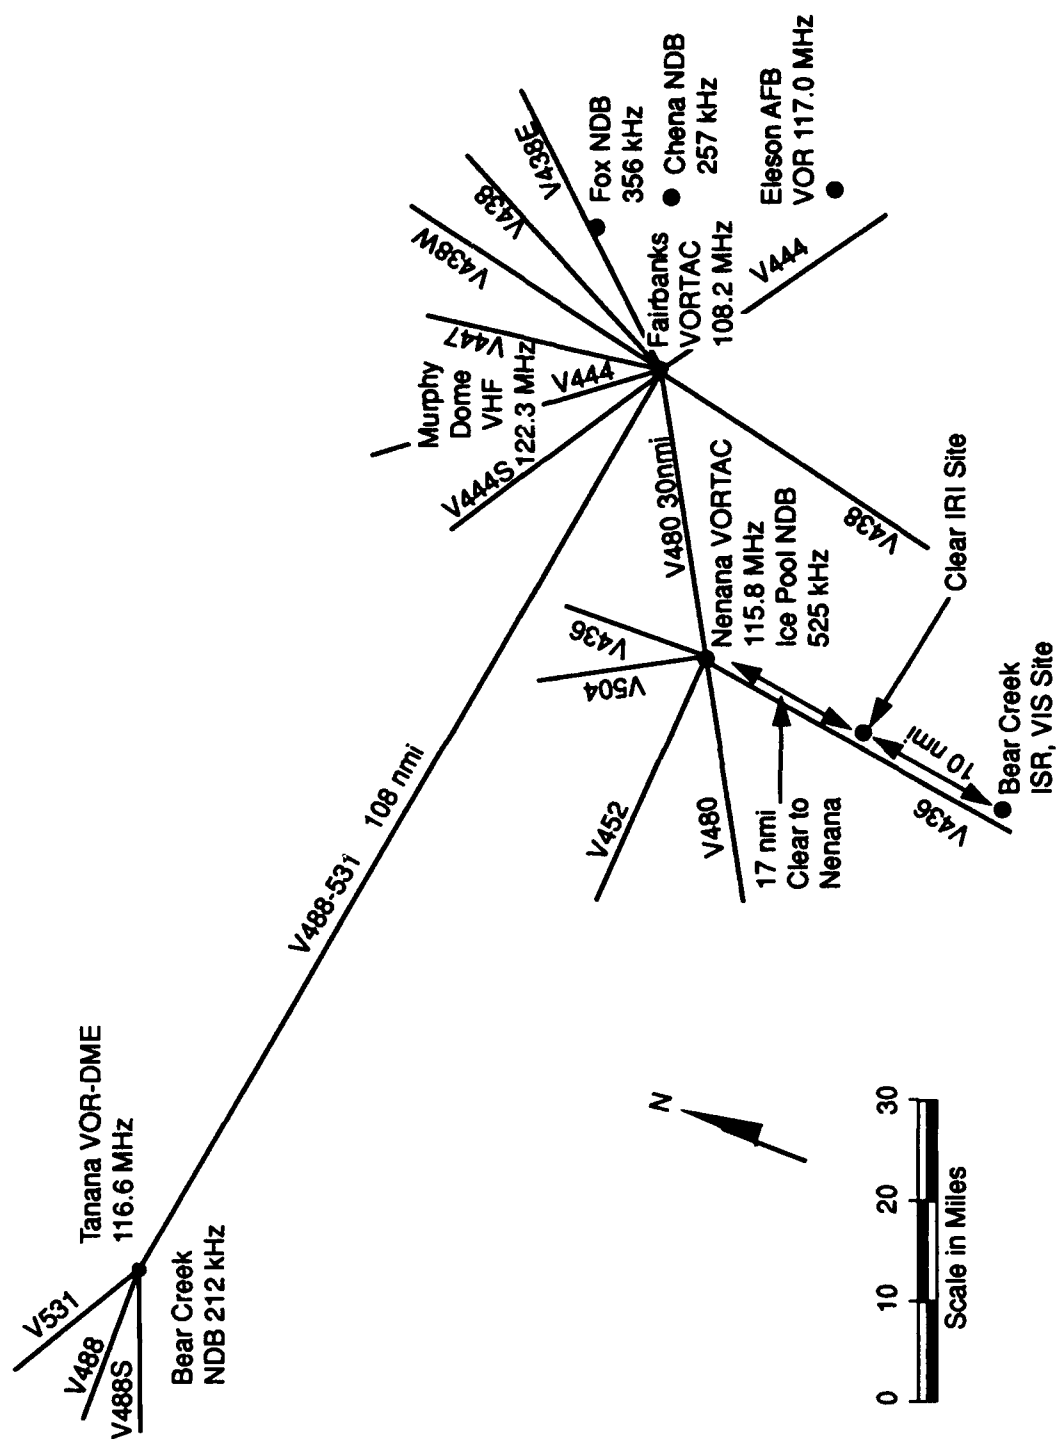 V531
V488
V488S
Tanana VOR-DME
116.6 MHz
Bear Creek
NDB 212 kHz
V488-531
108 nmi
V444S
Murphy
Dome
VHF
122.3 MHz
V444
V447
V438W
V438
V438E
Fox NDB
356 kHz
Chena NDB
257 kHz
Eleson AFB
VOR 117.0 MHz
Fairbanks
VORTAC
108.2 MHz
V444
V480 30nmi
V438
V436
V504
V452
V480
Nenana VORTAC
115.8 MHz
Ice Pool NDB
525 kHz
17 nmi
Clear to
Nenana
10 nmi
V436
Clear IRI Site
Bear Creek
ISR, VIS Site
N
0 10 20 30
Scale in Miles